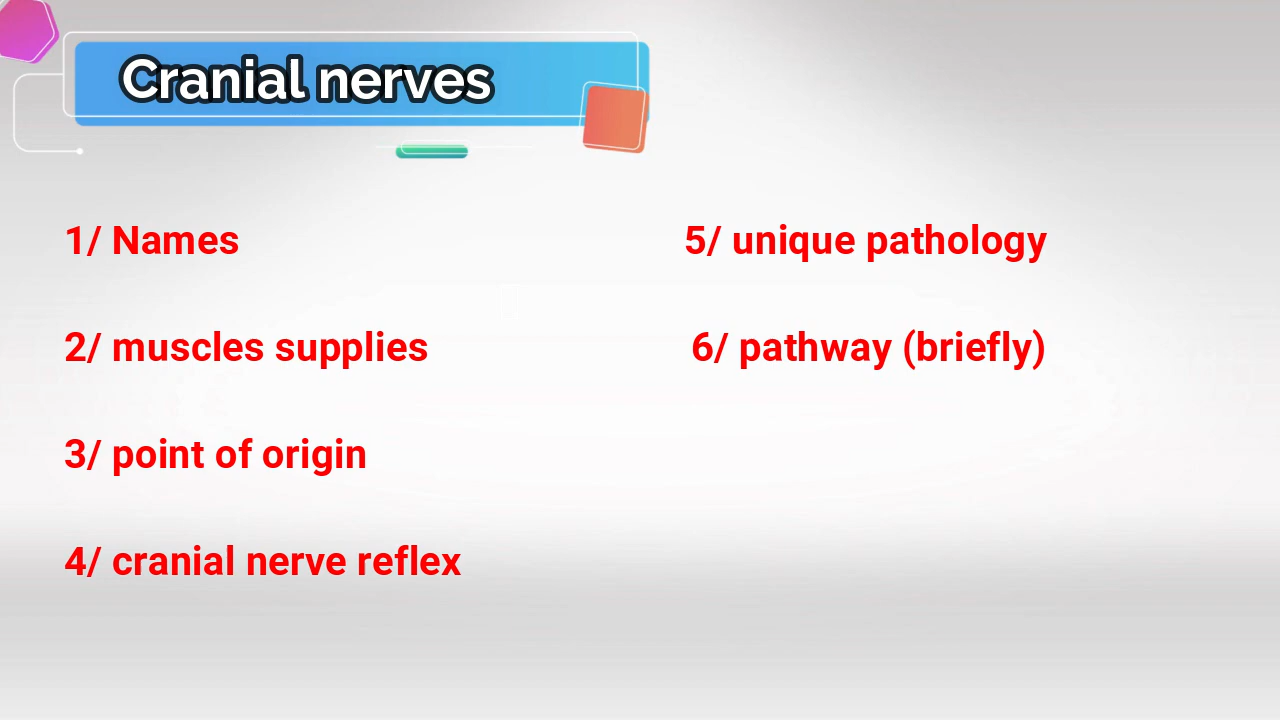 Cranial nerves
1/ Names
2/ muscles supplies
3/ point of origin
4/ cranial nerve reflex
5/ unique pathology
6/ pathway (briefly)